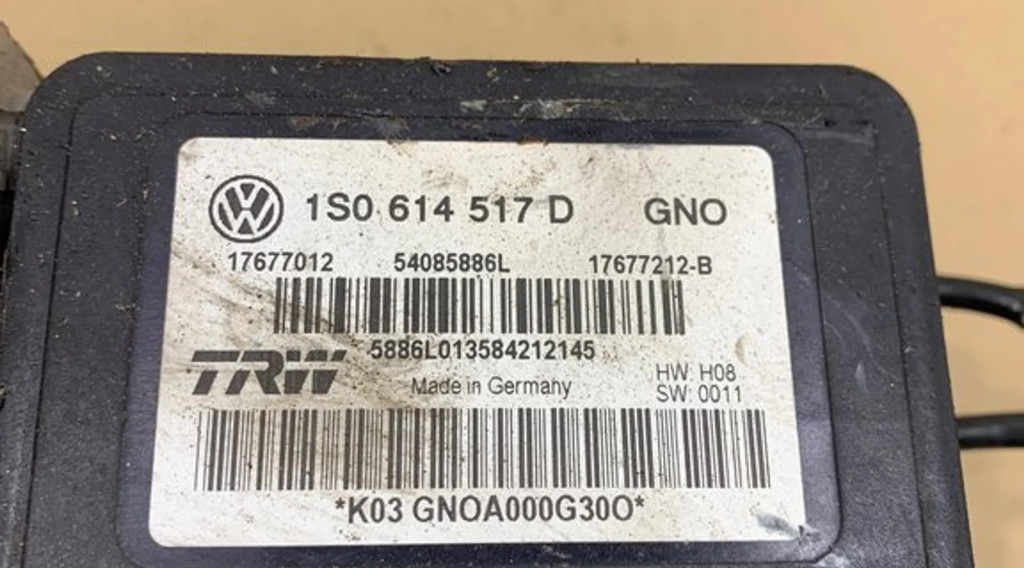 1S0 614 517 D GNO
17677012 54085886L 17677212-B
5886L013584212145
TRW Made in Germany HW: H08
SW: 0011
*K03 GNOA000G30O*